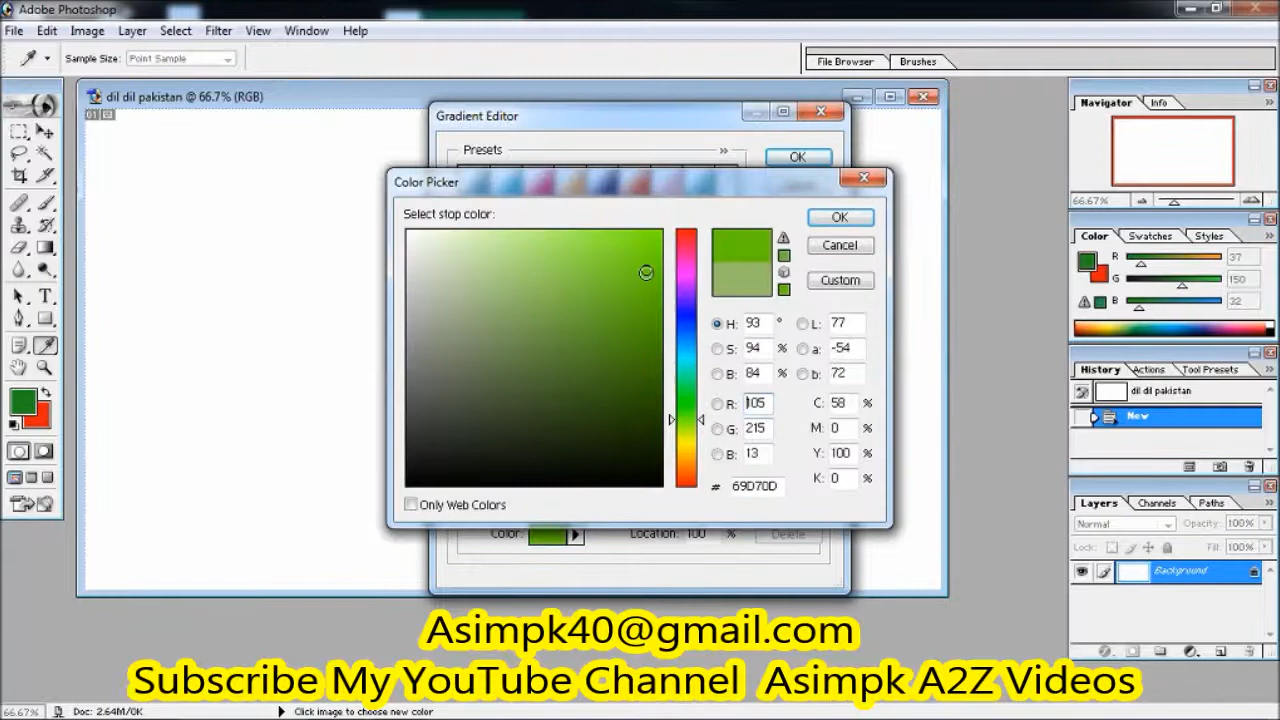 Adobe Photoshop
File Edit Image Layer Select Filter View Window Help
Sample Size: Point Sample
File Browser Brushes
dil dil pakistan @ 66.7% (RGB)
Gradient Editor
Presets
OK
Color Picker
Select stop color:
OK
Cancel
Custom
H: 93 ° L: 77
S: 94 % a: -54
B: 84 % b: 72
R: 105 C: 58 %
G: 215 M: 0 %
B: 13 Y: 100 %
# 69D70D K: 0 %
Only Web Colors
Color: Location: 100 % Delete
Navigator Info
66.67%
Color Swatches Styles
R 37
G 150
B 32
History Actions Tool Presets
dil dil pakistan
New
Layers Channels Paths
Normal Opacity: 100%
Lock: Fill: 100%
Background
Asimpk40@gmail.com
Subscribe My YouTube Channel Asimpk A2Z Videos
66.67% Doc: 2.64M/0K Click image to choose new color